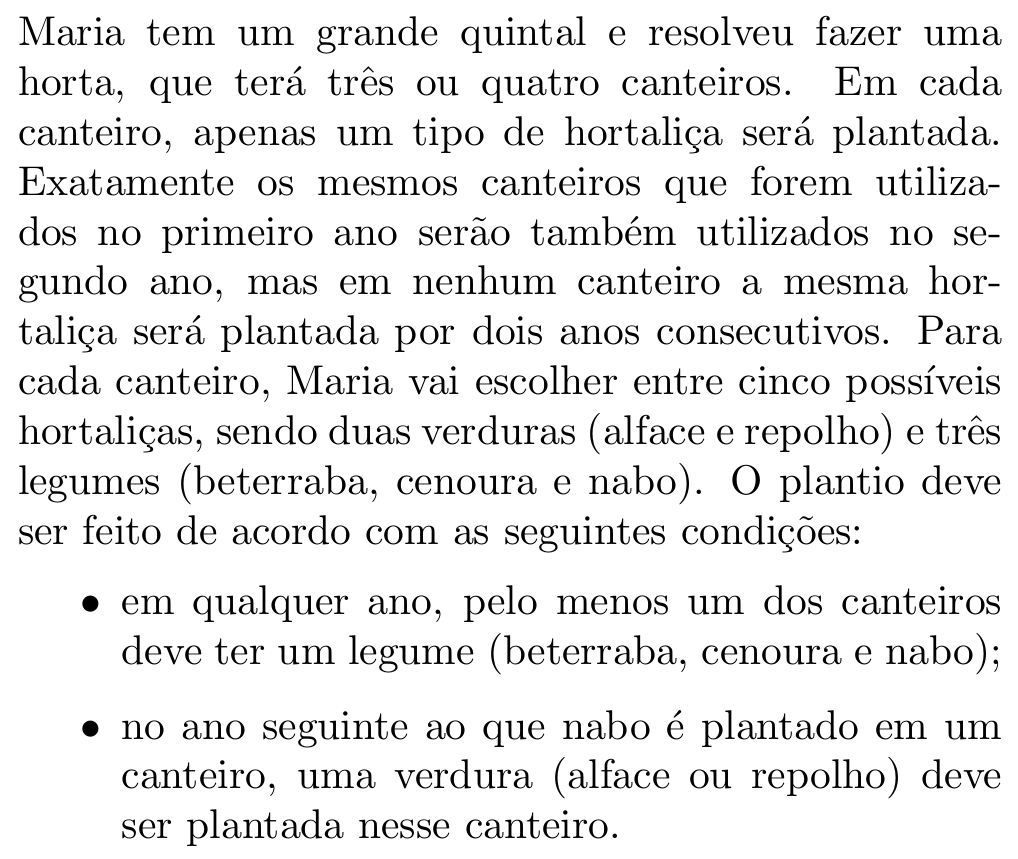 Maria tem um grande quintal e resolveu fazer uma
horta, que terá três ou quatro canteiros. Em cada
canteiro, apenas um tipo de hortaliça será plantada.
Exatamente os mesmos canteiros que forem utiliza-
dos no primeiro ano serão também utilizados no se-
gundo ano, mas em nenhum canteiro a mesma hor-
taliça será plantada por dois anos consecutivos. Para
cada canteiro, Maria vai escolher entre cinco possíveis
hortaliças, sendo duas verduras (alface e repolho) e três
legumes (beterraba, cenoura e nabo). O plantio deve
ser feito de acordo com as seguintes condições:
• em qualquer ano, pelo menos um dos canteiros
deve ter um legume (beterraba, cenoura e nabo);
• no ano seguinte ao que nabo é plantado em um
canteiro, uma verdura (alface ou repolho) deve
ser plantada nesse canteiro.